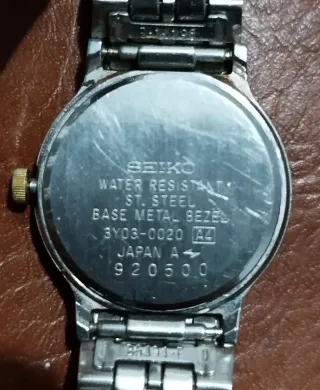 SEIKO
WATER RESISTANT
ST. STEEL
BASE METAL BEZEL
3Y03-0020 A4
JAPAN A
920500